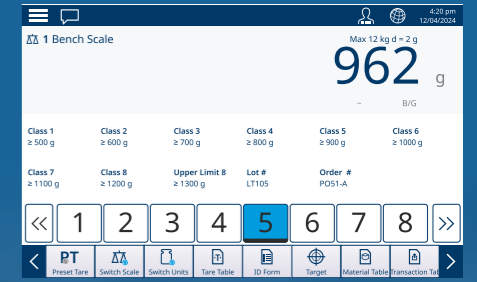 4:20 pm
12/04/2024
1 Bench Scale
Max 12 kg d = 2 g
962 g
– B/G
Class 1 Class 2 Class 3 Class 4 Class 5 Class 6
≥ 500 g ≥ 600 g ≥ 700 g ≥ 800 g ≥ 900 g ≥ 1000 g
Class 7 Class 8 Upper Limit 8 Lot # Order #
≥ 1100 g ≥ 1200 g ≥ 1300 g LT105 PO51-A
1 2 3 4 5 6 7 8
PT
Preset Tare Switch Scale Switch Units Tare Table ID Form Target Material Table Transaction Tab